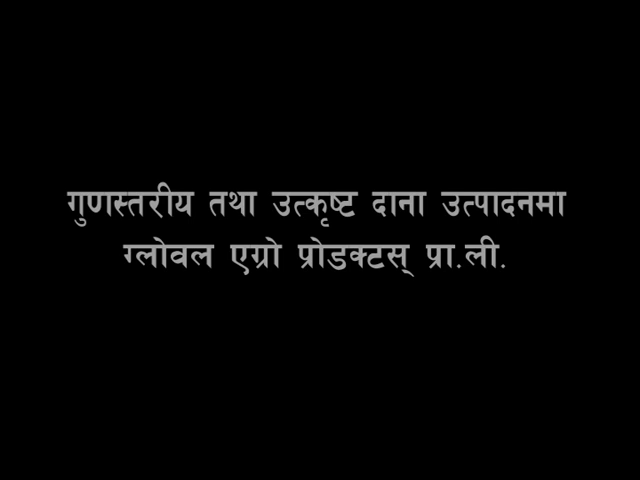 गुणस्तरीय तथा उत्कृष्ट दाना उत्पादनमा
ग्लोवल एग्रो प्रोडक्टस् प्रा.ली.